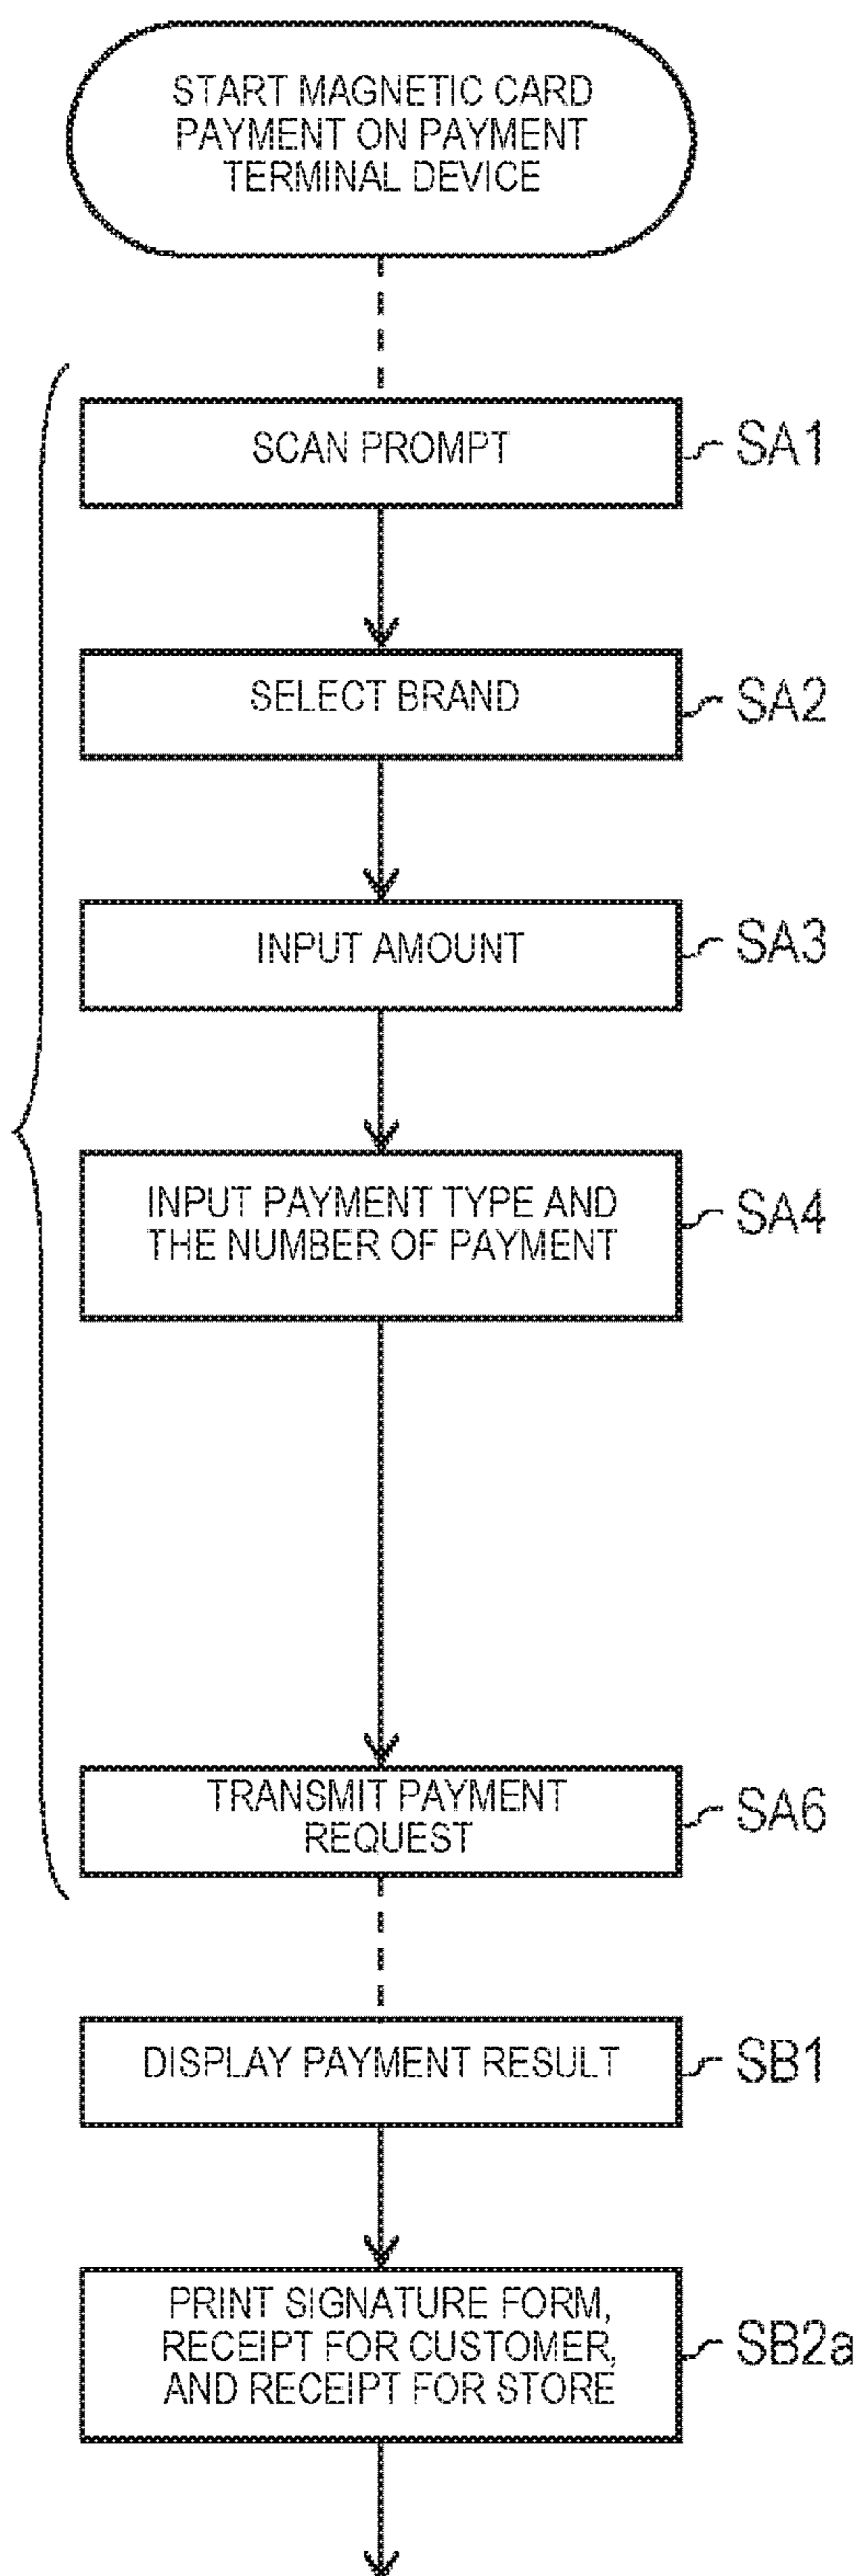 START MAGNETIC CARD
PAYMENT ON PAYMENT
TERMINAL DEVICE
SCAN PROMPT
SA1
SELECT BRAND
SA2
INPUT AMOUNT
SA3
INPUT PAYMENT TYPE AND
THE NUMBER OF PAYMENT
SA4
TRANSMIT PAYMENT
REQUEST
SA6
DISPLAY PAYMENT RESULT
SB1
PRINT SIGNATURE FORM,
RECEIPT FOR CUSTOMER,
AND RECEIPT FOR STORE
SB2a